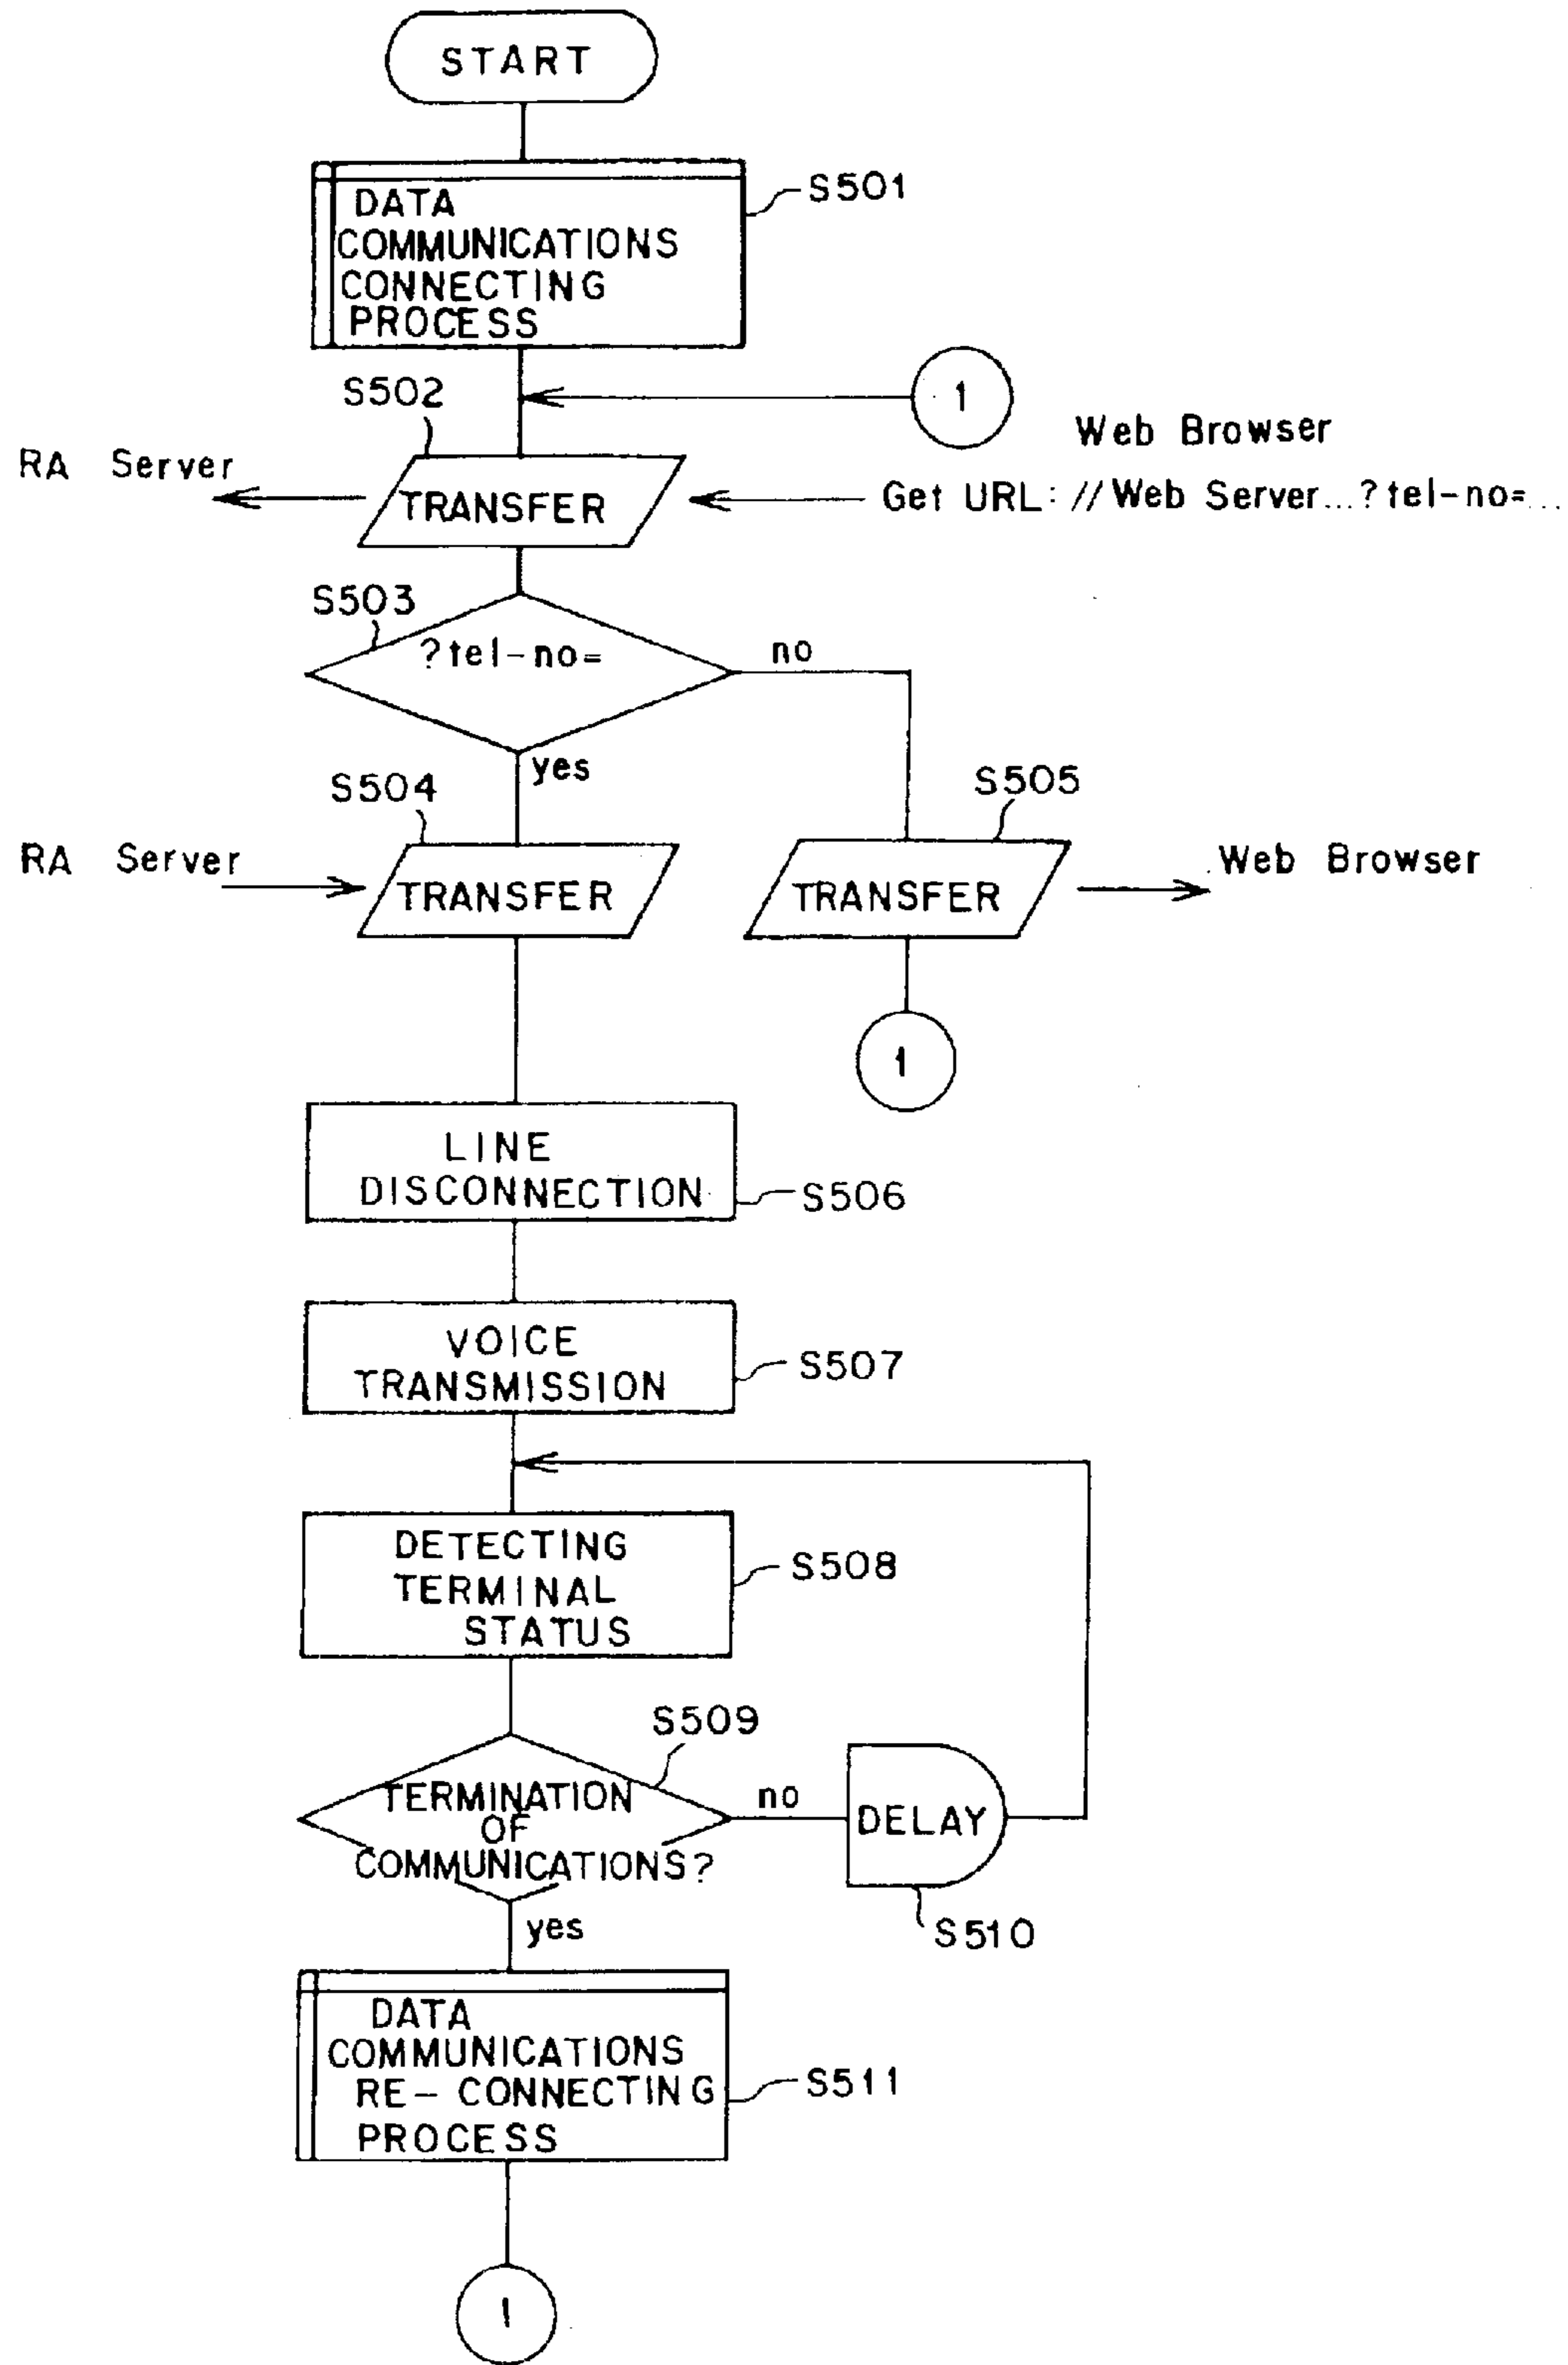 START
DATA
COMMUNICATIONS
CONNECTING
PROCESS
S501
1
S502
Web Browser
RA Server
TRANSFER
Get URL: //Web Server...?tel-no=...
S503
?tel-no=
no
yes
S504
S505
RA Server
TRANSFER
TRANSFER
Web Browser
1
LINE
DISCONNECTION
S506
VOICE
TRANSMISSION
S507
DETECTING
TERMINAL
STATUS
S508
S509
TERMINATION
OF
COMMUNICATIONS?
no
DELAY
S510
yes
DATA
COMMUNICATIONS
RE-CONNECTING
PROCESS
S511
1